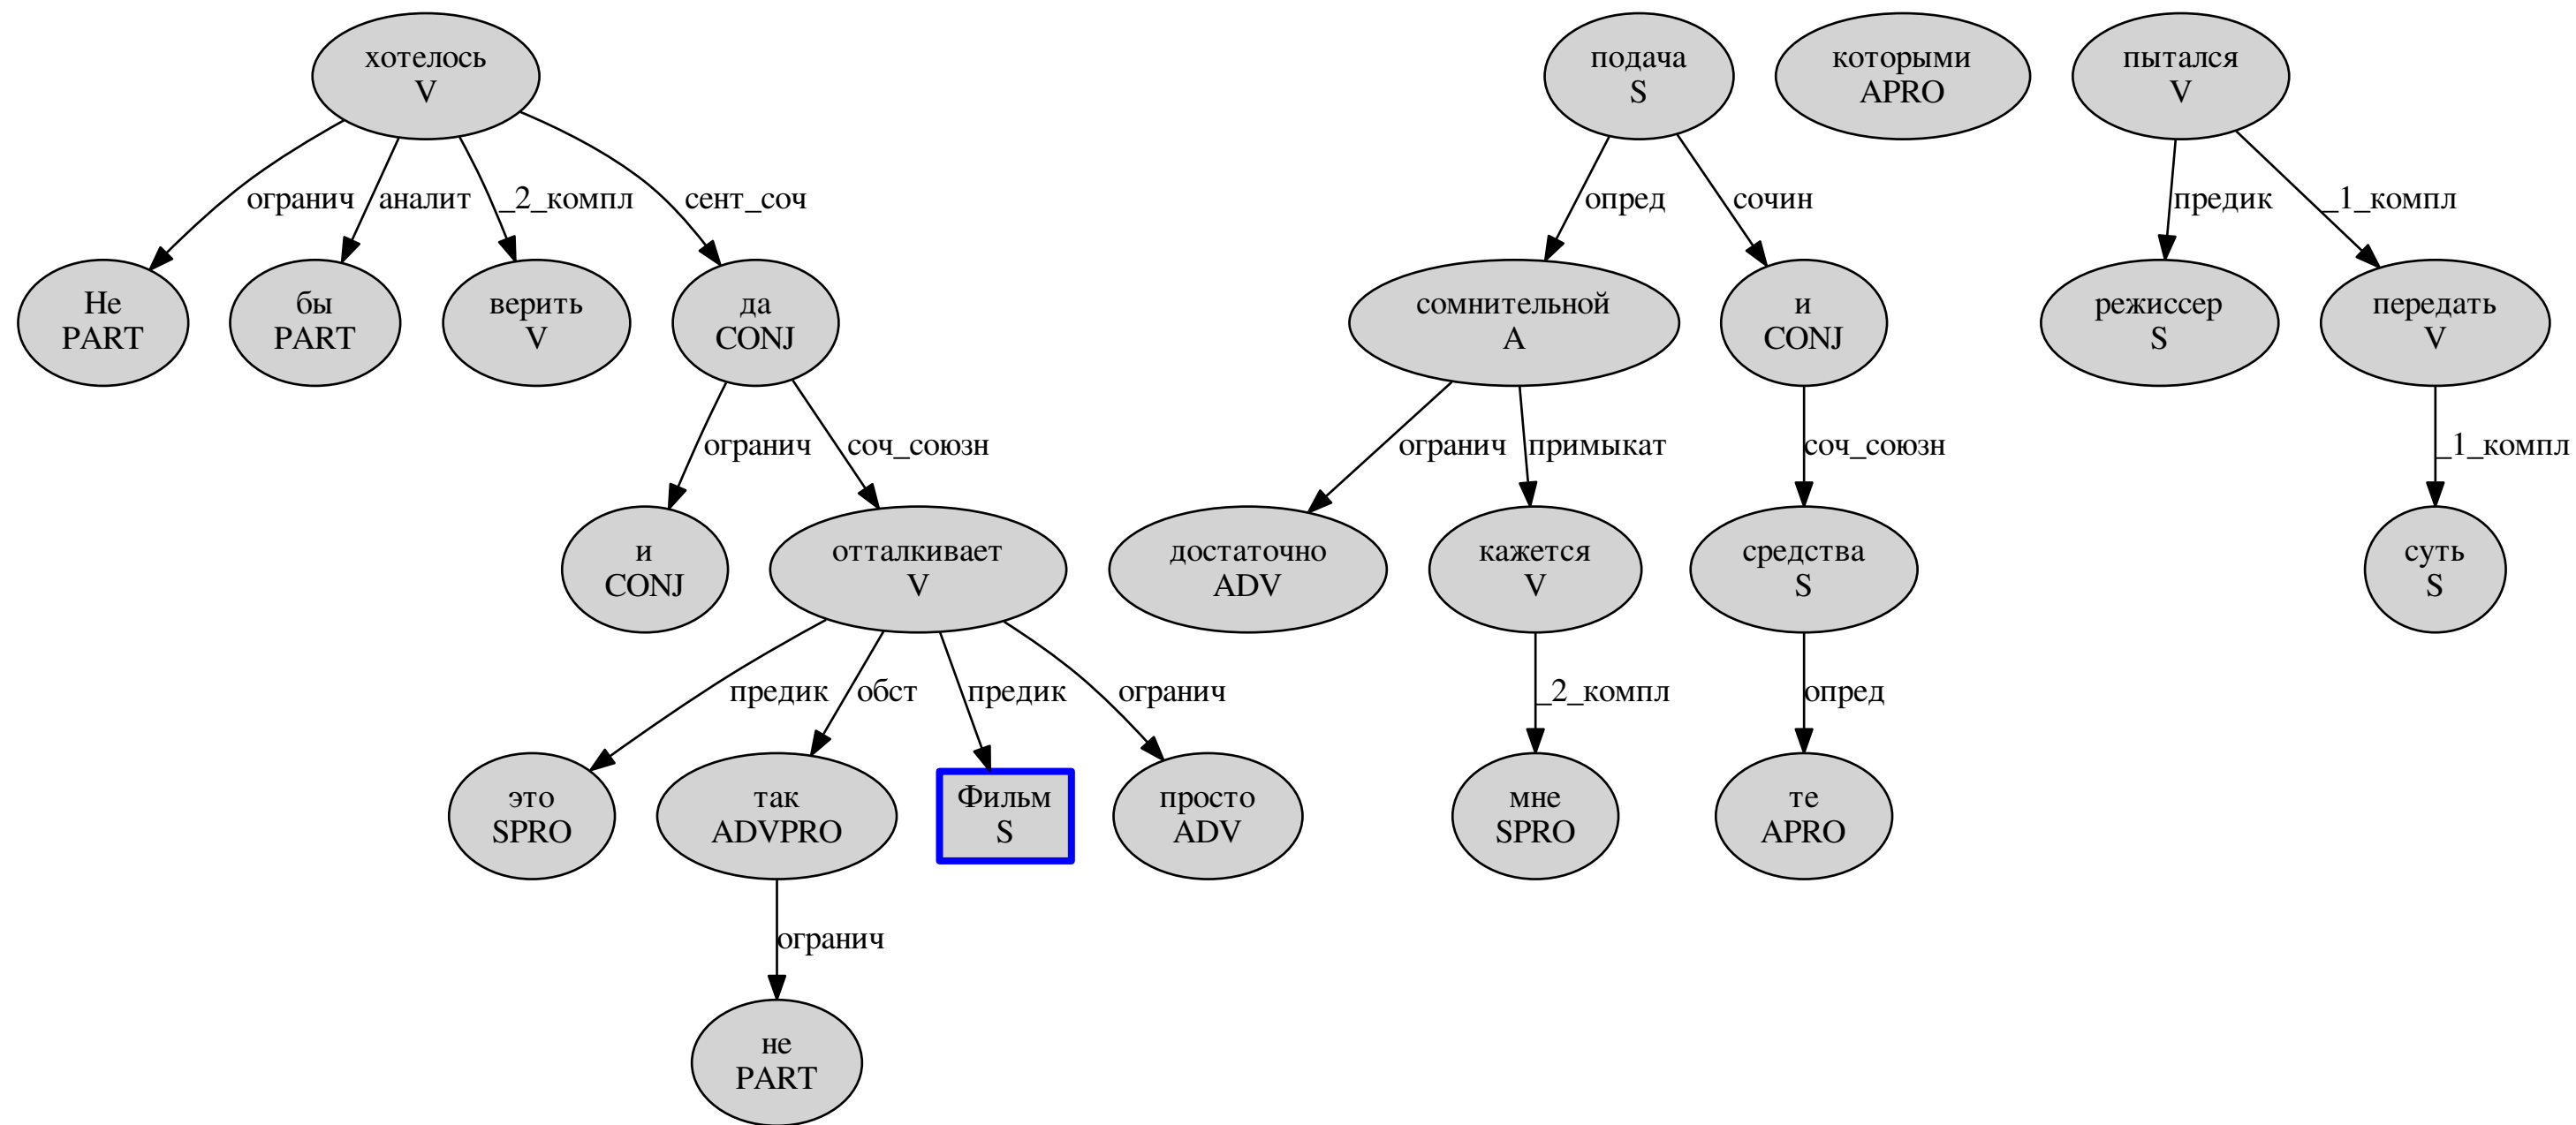 хотелось
V
подача
S
которыми
APRO
пытался
V
огранич
аналит
_2_компл
сент_соч
опред
сочин
предик
_1_компл
Не
PART
бы
PART
верить
V
да
CONJ
сомнительной
A
и
CONJ
режиссер
S
передать
V
огранич
соч_союзн
огранич
примыкат
соч_союзн
_1_компл
и
CONJ
отталкивает
V
достаточно
ADV
кажется
V
средства
S
суть
S
предик
обст
предик
огранич
_2_компл
опред
это
SPRO
так
ADVPRO
Фильм
S
просто
ADV
мне
SPRO
те
APRO
огранич
не
PART